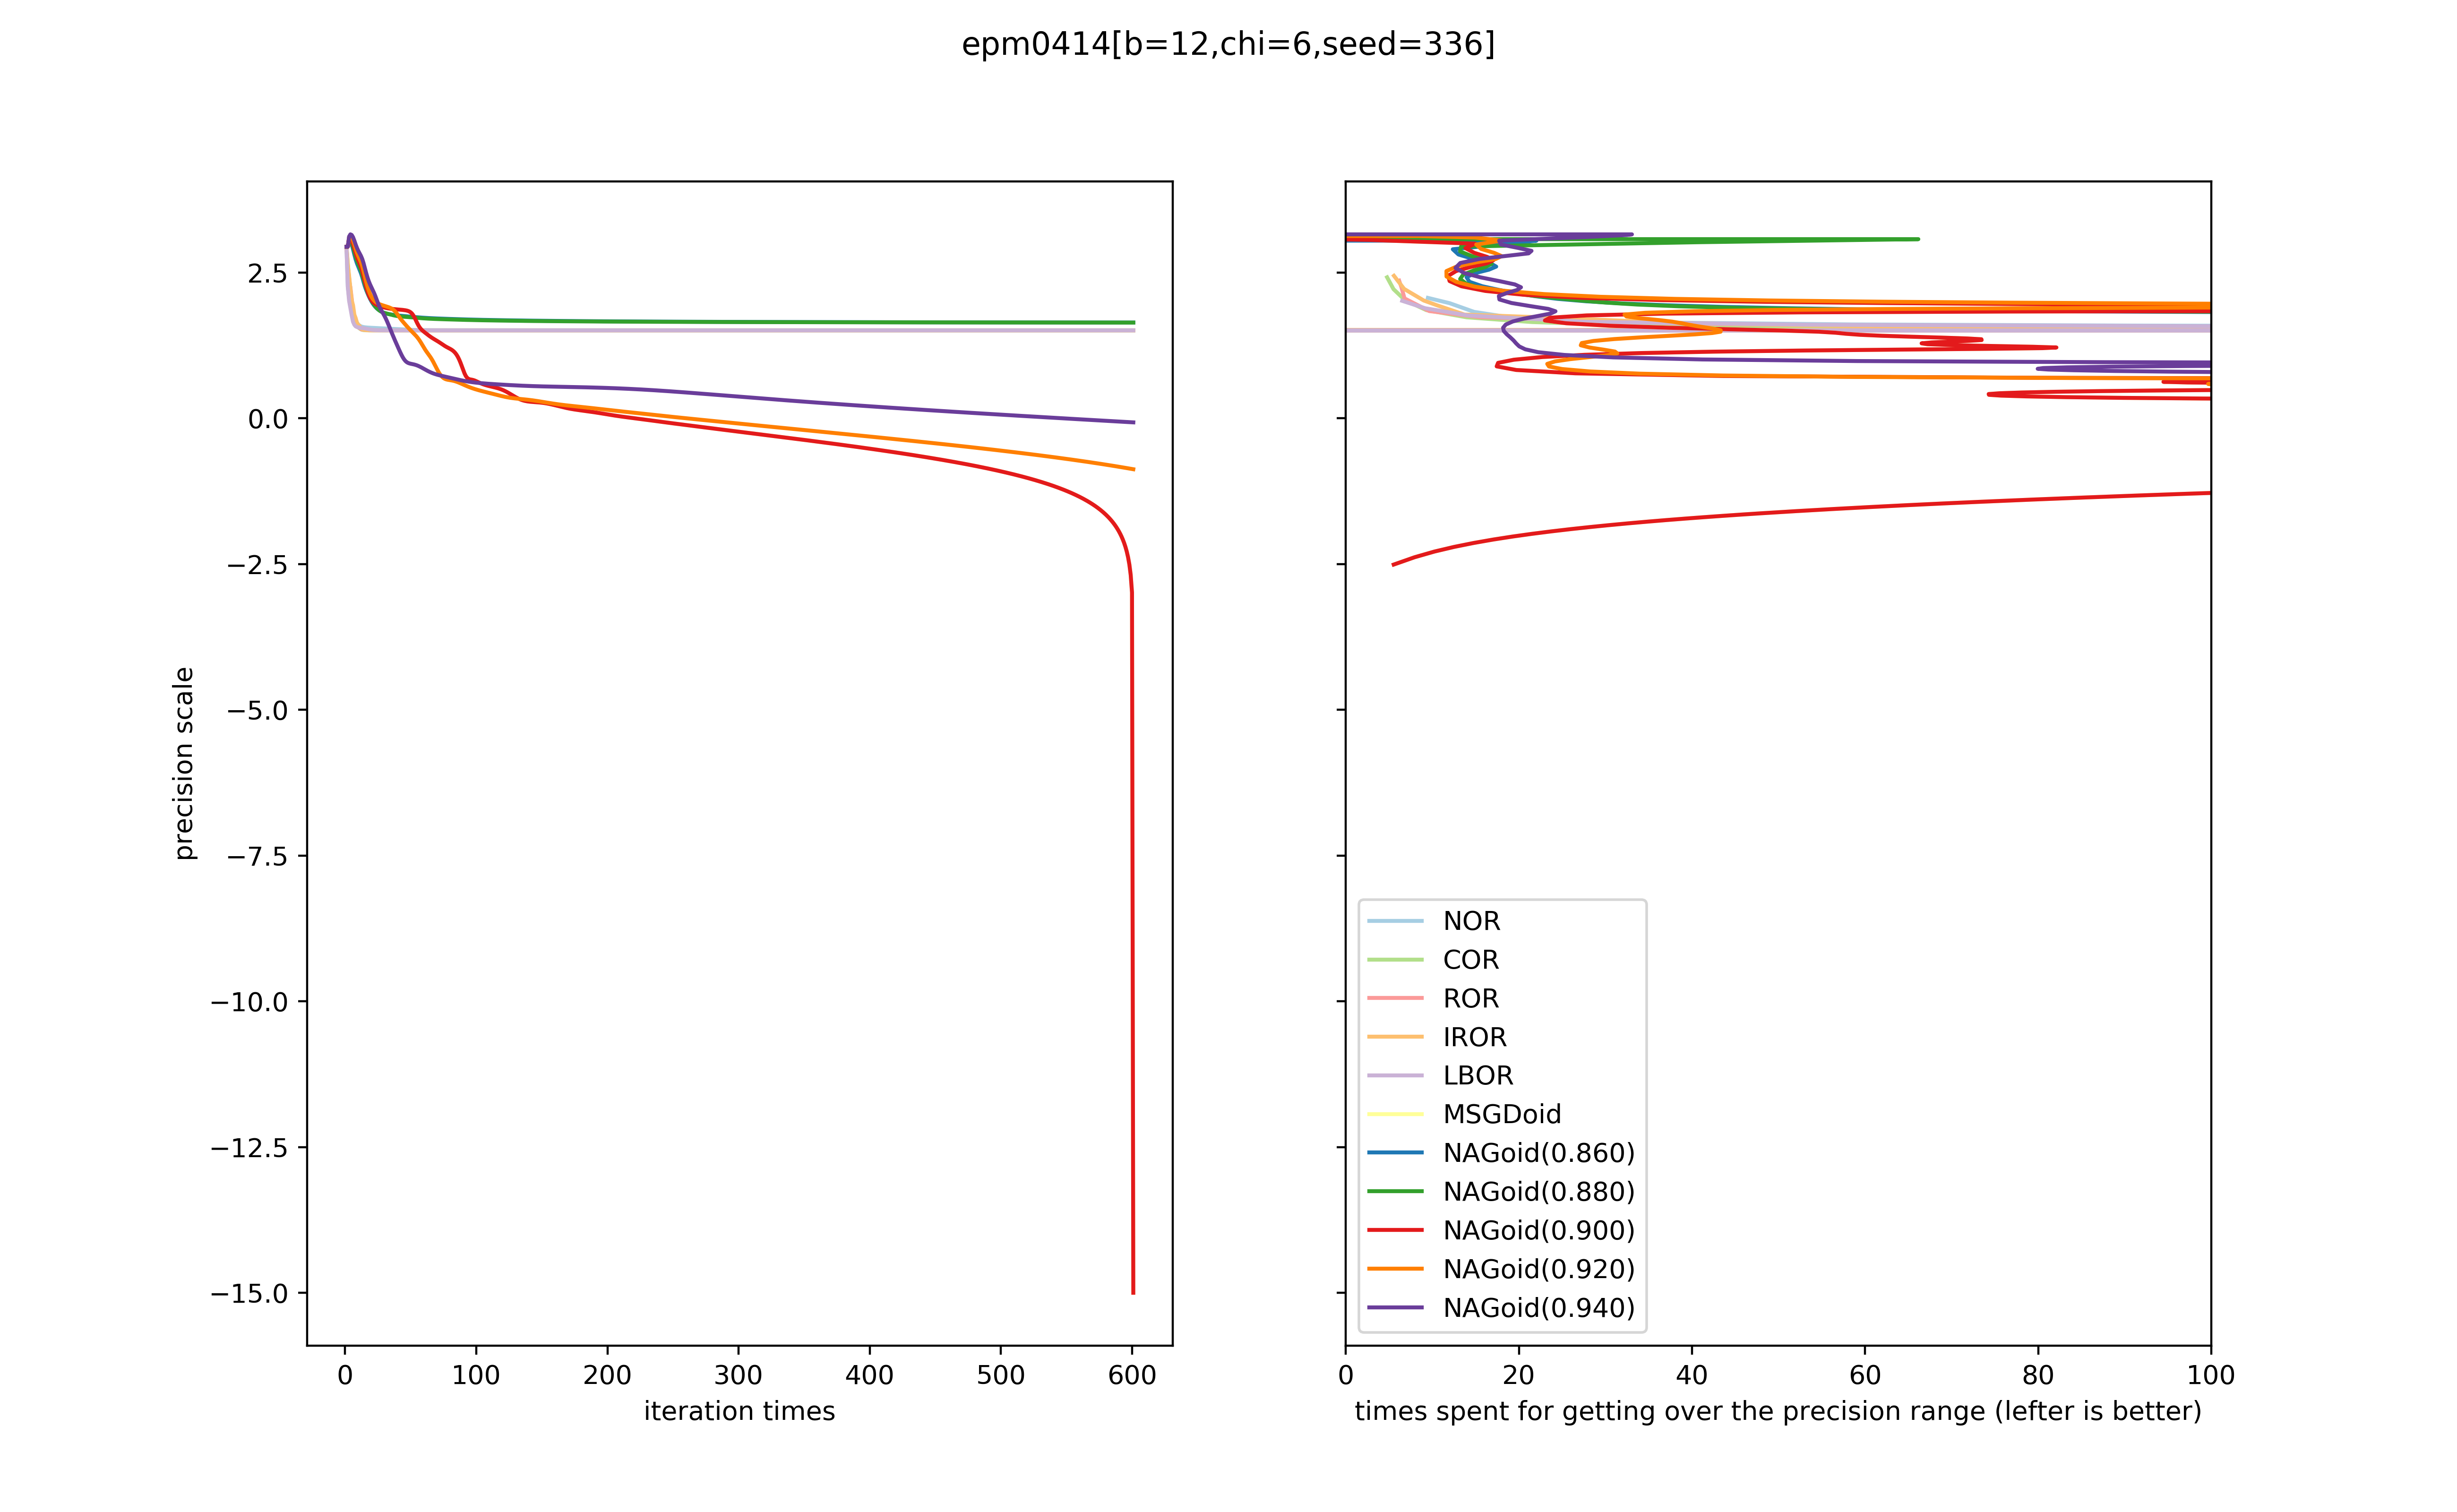 epm0414[b=12,chi=6,seed=336]
precision scale
2.5
0.0
−2.5
−5.0
−7.5
−10.0
−12.5
−15.0
0 100 200 300 400 500 600
iteration times
NOR
COR
ROR
IROR
LBOR
MSGDoid
NAGoid(0.860)
NAGoid(0.880)
NAGoid(0.900)
NAGoid(0.920)
NAGoid(0.940)
0 20 40 60 80 100
times spent for getting over the precision range (lefter is better)